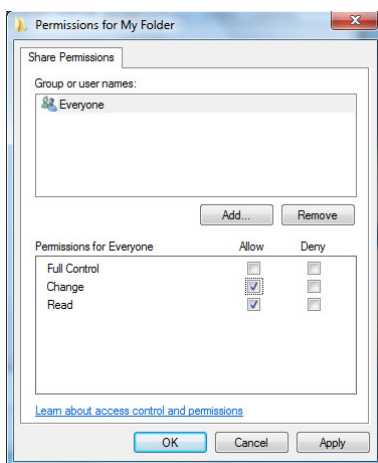 Permissions for My Folder
Share Permissions
Group or user names:
Everyone
Add... Remove
Permissions for Everyone Allow Deny
Full Control
Change
Read
Learn about access control and permissions
OK Cancel Apply